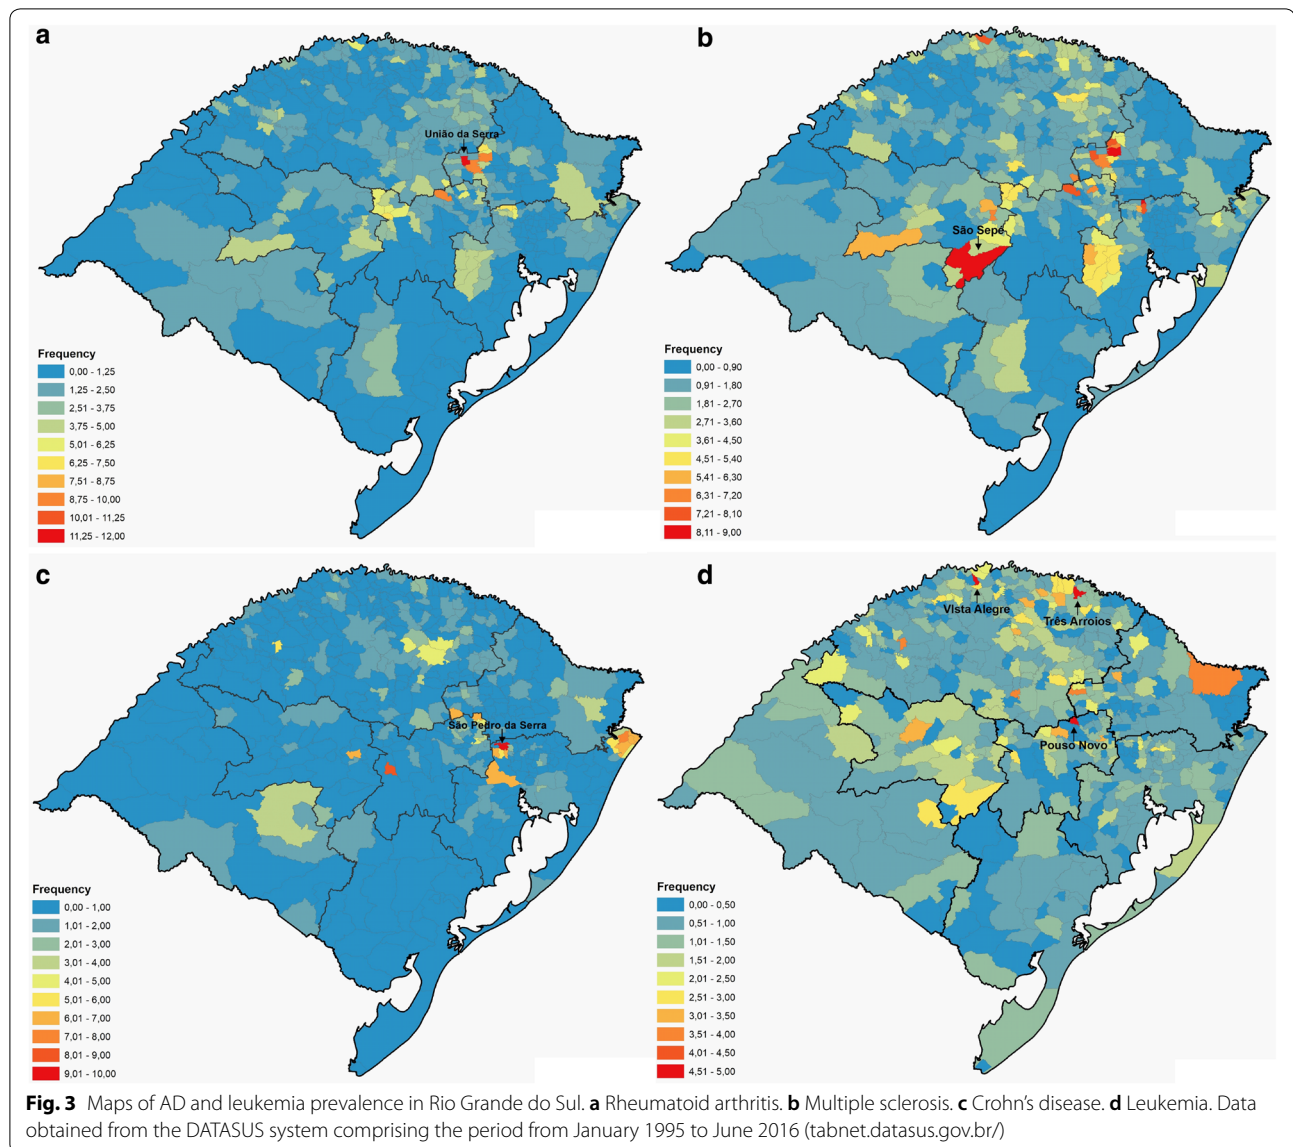 a
União da Serra
Frequency
0,00 - 1,25
1,25 - 2,50
2,51 - 3,75
3,75 - 5,00
5,01 - 6,25
6,25 - 7,50
7,51 - 8,75
8,75 - 10,00
10,01 - 11,25
11,25 - 12,00
b
São Sepé
Frequency
0,00 - 0,90
0,91 - 1,80
1,81 - 2,70
2,71 - 3,60
3,61 - 4,50
4,51 - 5,40
5,41 - 6,30
6,31 - 7,20
7,21 - 8,10
8,11 - 9,00
c
São Pedro da Serra
Frequency
0,00 - 1,00
1,01 - 2,00
2,01 - 3,00
3,01 - 4,00
4,01 - 5,00
5,01 - 6,00
6,01 - 7,00
7,01 - 8,00
8,01 - 9,00
9,01 - 10,00
d
VIsta Alegre
Três Arroios
Pouso Novo
Frequency
0,00 - 0,50
0,51 - 1,00
1,01 - 1,50
1,51 - 2,00
2,01 - 2,50
2,51 - 3,00
3,01 - 3,50
3,51 - 4,00
4,01 - 4,50
4,51 - 5,00
Fig. 3 Maps of AD and leukemia prevalence in Rio Grande do Sul. a Rheumatoid arthritis. b Multiple sclerosis. c Crohn’s disease. d Leukemia. Data
obtained from the DATASUS system comprising the period from January 1995 to June 2016 (tabnet.datasus.gov.br/)